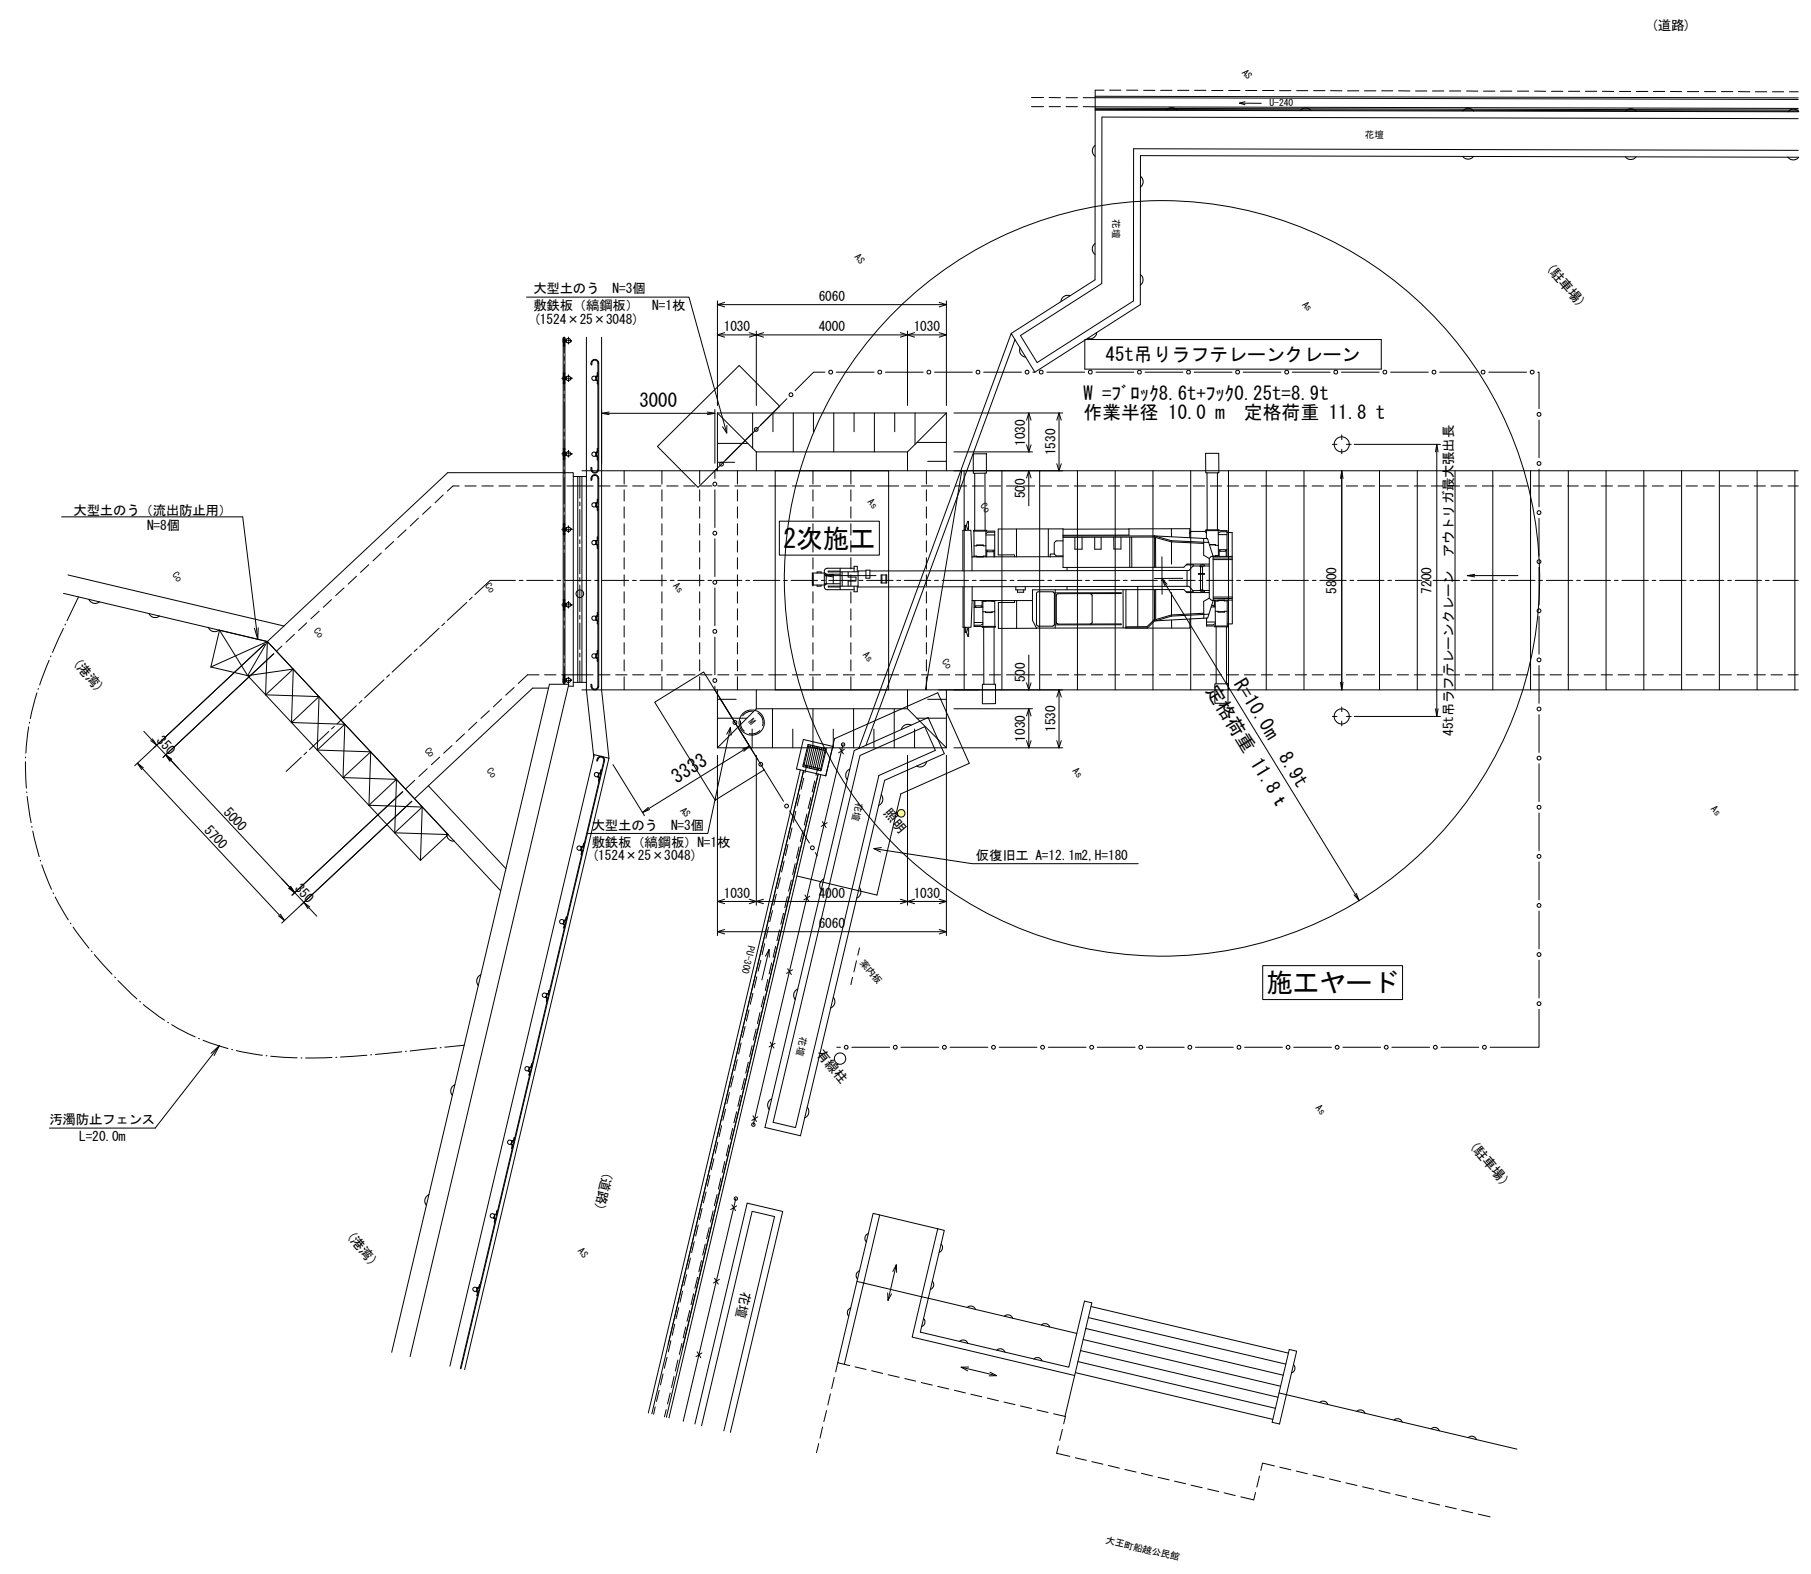 (道路)
AS
U-240
花壇
花壇
AS
(駐車場)
As
大型土のう N=3個
敷鉄板（縞鋼板） N=1枚
(1524×25×3048)
6060
1030
4000
1030
45t吊りラフテレーンクレーン
W =ブロック8.6t+フック0.25t=8.9t
作業半径 10.0 m 定格荷重 11.8 t
3000
1030
1530
500
45t吊ラフテレーンクレーン アウトリガ最大張出長
7200
5800
大型土のう（流出防止用）
N=8個
As
Co
2次施工
Co
Co
As
Co
As
Co
(港湾)
500
1030
1530
R=10.0m 8.9t
定格荷重 11.8 t
M
3333
350
5000
5700
350
Co
Co
As
As
AS
花壇
照明
大型土のう N=3個
敷鉄板（縞鋼板）N=1枚
(1524×25×3048)
仮復旧工 A=12.1m2,H=180
1030
4000
1030
6060
PU-300
案内板
施工ヤード
花壇
有線柱
汚濁防止フェンス
L=20.0m
As
(駐車場)
(道路)
(港湾)
AS
花壇
大王町船越公民館